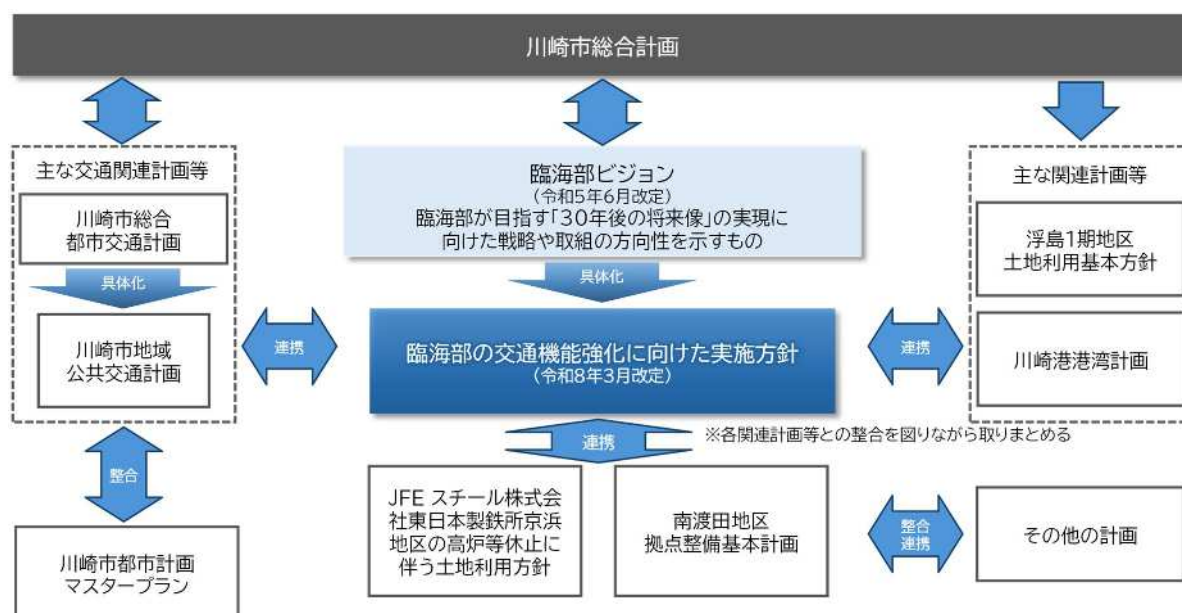 川崎市総合計画
主な交通関連計画等
川崎市総合
都市交通計画
具体化
川崎市地域
公共交通計画
整合
川崎市都市計画
マスタープラン
連携
臨海部ビジョン
(令和5年6月改定)
臨海部が目指す「30年後の将来像」の実現に
向けた戦略や取組の方向性を示すもの
具体化
臨海部の交通機能強化に向けた実施方針
(令和8年3月改定)
連携
※各関連計画等との整合を図りながら取りまとめる
JFE スチール株式会
社東日本製鉄所京浜
地区の高炉等休止に
伴う土地利用方針
南渡田地区
拠点整備基本計画
連携
主な関連計画等
浮島1期地区
土地利用基本方針
川崎港港湾計画
整合
連携
その他の計画